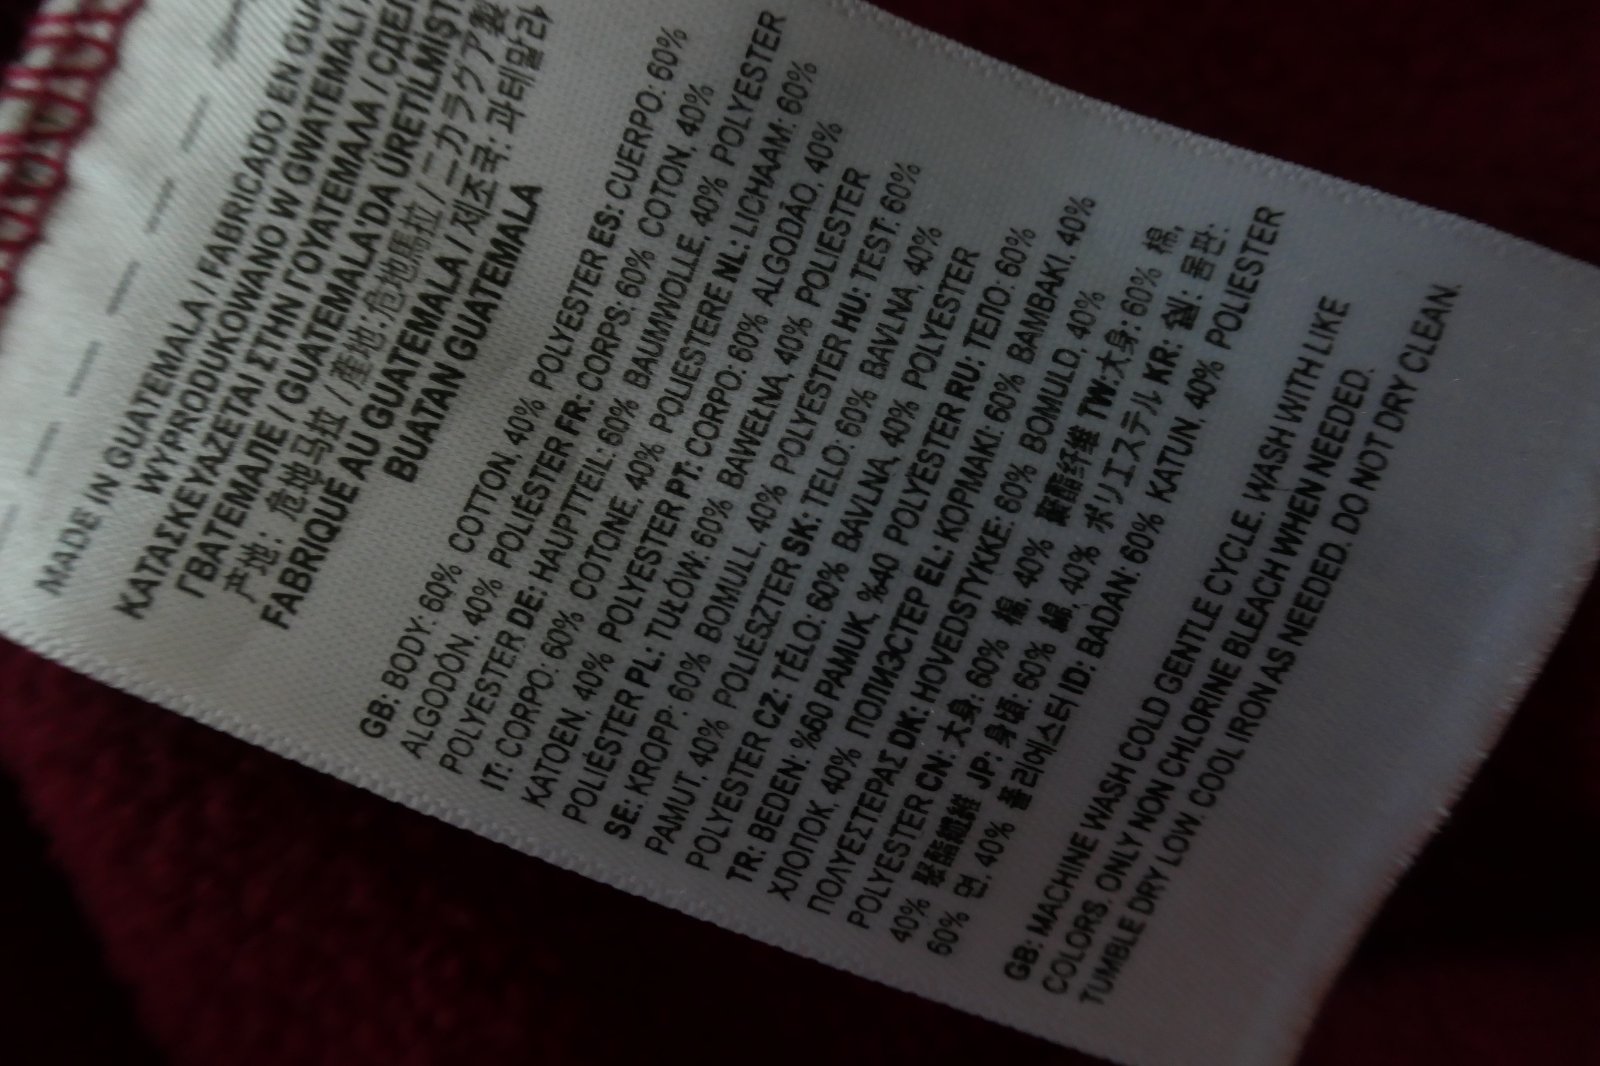 MADE IN GUATEMALA / FABRICADO EN GUA
WYPRODUKOWANO W GWATEMALI /
ΚΑΤΑΣΚΕΥΑΖΕΤΑΙ ΣΤΗΝ ΓΟΥΑΤΕΜΑΛΑ / СДЕЛ
ГВАТЕМАЛЕ / GUATEMALA'DA ÜRETİLMİŞT
产地: 危地马拉 / 產地:危地馬拉 / ニカラグア製
FABRIQUE AU GUATEMALA / 제조국: 과테말라
BUATAN GUATEMALA
GB: BODY: 60% COTTON, 40% POLYESTER ES: CUERPO: 60%
ALGODÓN, 40% POLIÉSTER FR: CORPS: 60% COTON, 40%
POLYESTER DE: HAUPTTEIL: 60% BAUMWOLLE, 40% POLYESTER
IT: CORPO: 60% COTONE, 40% POLIESTERE NL: LICHAAM: 60%
KATOEN, 40% POLYESTER PT: CORPO: 60% ALGODÃO, 40%
POLIÉSTER PL: TUŁÓW: 60% BAWEŁNA, 40% POLIESTER
SE: KROPP: 60% BOMULL, 40% POLYESTER HU: TEST: 60%
PAMUT, 40% POLIÉSZTER SK: TELO: 60% BAVLNA, 40%
POLYESTER CZ: TĚLO: 60% BAVLNA, 40% POLYESTER
TR: BEDEN: %60 PAMUK, %40 POLYESTER RU: ТЕЛО: 60%
ХЛОПОК, 40% ПОЛИЭСТЕР EL: ΚΟΡΜΑΚΙ: 60% ΒΑΜΒΑΚΙ, 40%
ΠΟΛΥΕΣΤΕΡΑΣ DK: HOVEDSTYKKE: 60% BOMULD, 40%
POLYESTER CN: 大身: 60% 棉, 40% 聚酯纤维 TW:大身: 60% 棉,
40% 聚酯纖維 JP: 身頃: 60% 綿, 40% ポリエステル KR: 쉘: 몸판:
60% 면, 40% 폴리에스터 ID: BADAN: 60% KATUN, 40% POLIESTER
GB: MACHINE WASH COLD GENTLE CYCLE. WASH WITH LIKE
COLORS. ONLY NON CHLORINE BLEACH WHEN NEEDED.
TUMBLE DRY LOW COOL IRON AS NEEDED. DO NOT DRY CLEAN.